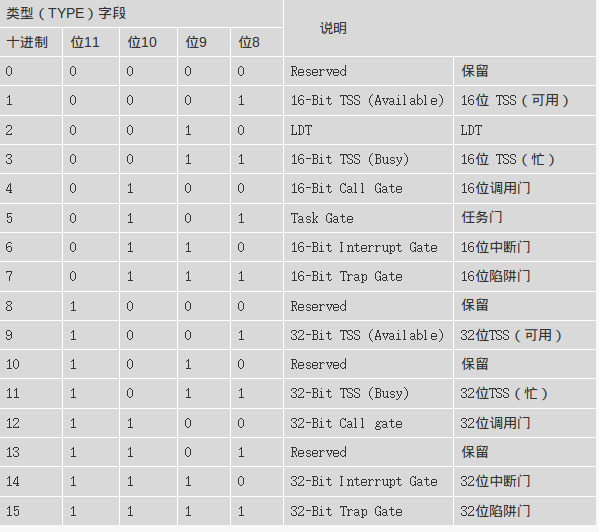 类型（TYPE）字段 说明
十进制 位11 位10 位9 位8
0 0 0 0 0 Reserved 保留
1 0 0 0 1 16-Bit TSS (Available) 16位 TSS（可用）
2 0 0 1 0 LDT LDT
3 0 0 1 1 16-Bit TSS (Busy) 16位 TSS（忙）
4 0 1 0 0 16-Bit Call Gate 16位调用门
5 0 1 0 1 Task Gate 任务门
6 0 1 1 0 16-Bit Interrupt Gate 16位中断门
7 0 1 1 1 16-Bit Trap Gate 16位陷阱门
8 1 0 0 0 Reserved 保留
9 1 0 0 1 32-Bit TSS (Available) 32位TSS（可用）
10 1 0 1 0 Reserved 保留
11 1 0 1 1 32-Bit TSS (Busy) 32位TSS（忙）
12 1 1 0 0 32-Bit Call gate 32位调用门
13 1 1 0 1 Reserved 保留
14 1 1 1 0 32-Bit Interrupt Gate 32位中断门
15 1 1 1 1 32-Bit Trap Gate 32位陷阱门